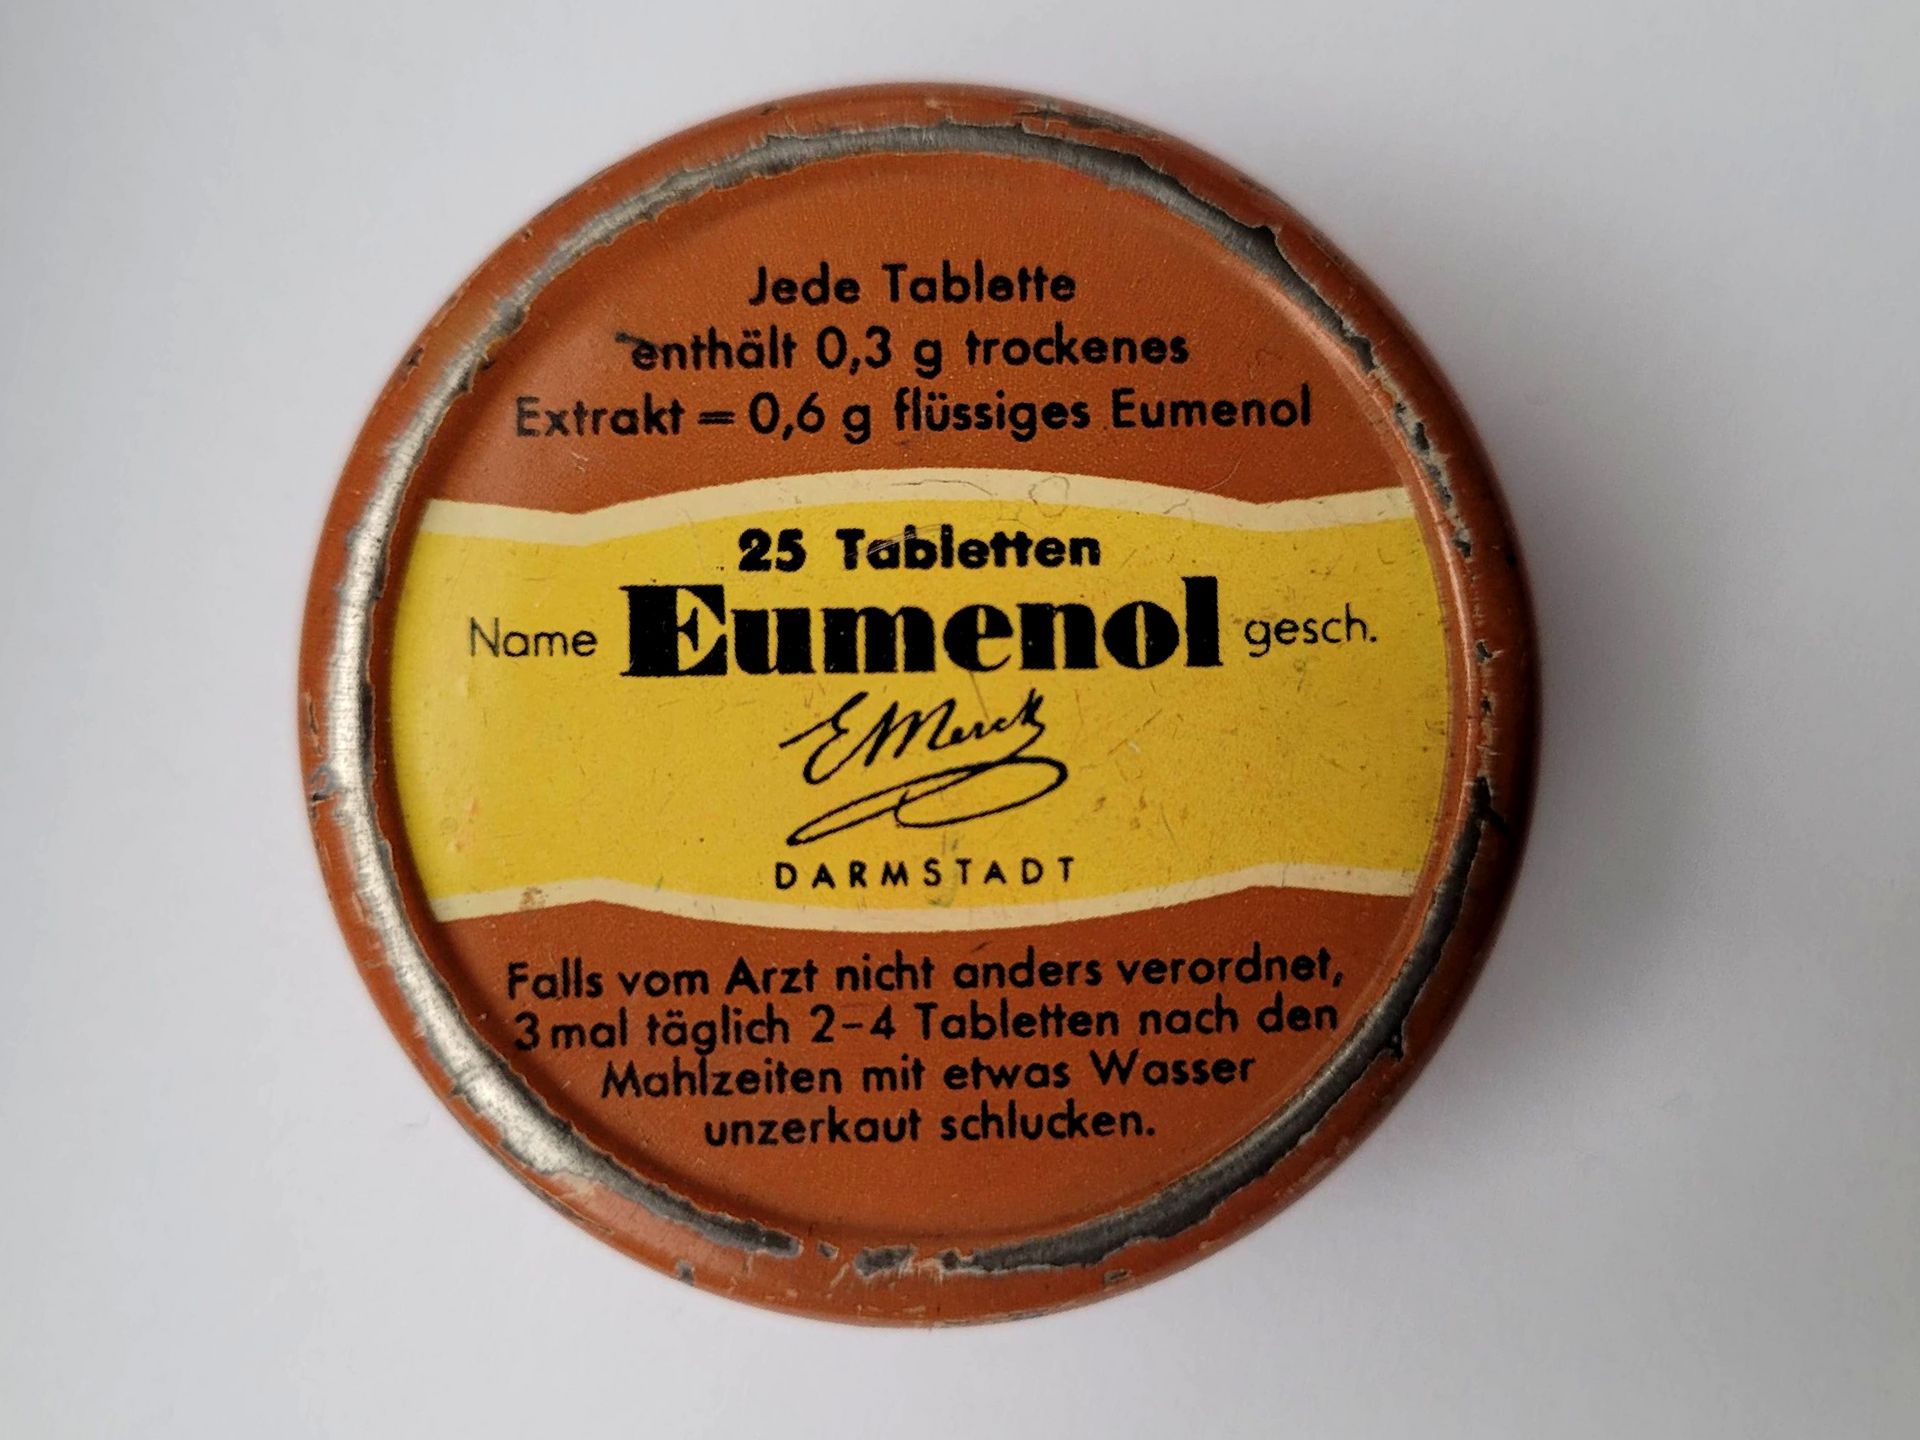 Jede Tablette
enthält 0,3 g trockenes
Extrakt = 0,6 g flüssiges Eumenol
25 Tabletten
Name Eumenol gesch.
E. Merck
DARMSTADT
Falls vom Arzt nicht anders verordnet,
3 mal täglich 2-4 Tabletten nach den
Mahlzeiten mit etwas Wasser
unzerkaut schlucken.